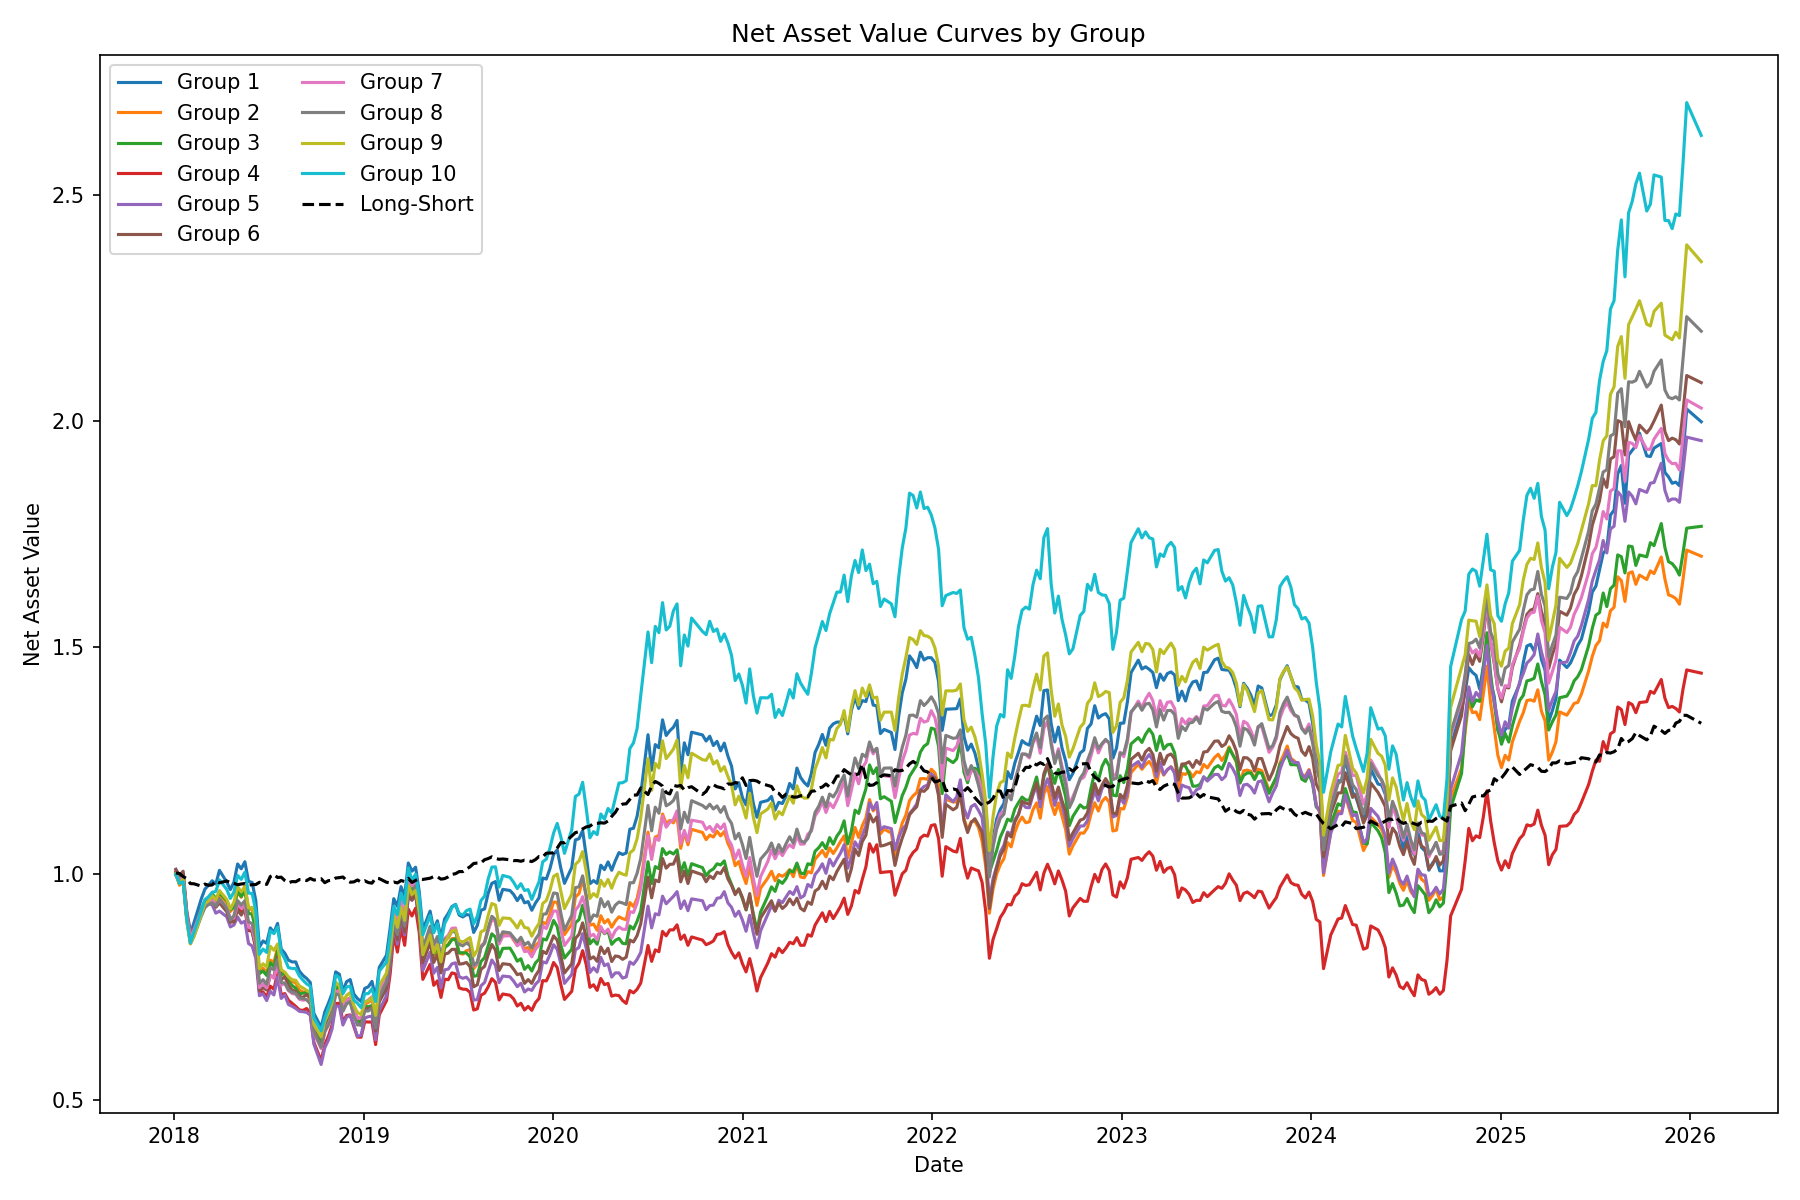 Net Asset Value Curves by Group
Group 1
Group 2
Group 3
Group 4
Group 5
Group 6
Group 7
Group 8
Group 9
Group 10
Long-Short
Net Asset Value
2.5
2.0
1.5
1.0
0.5
2018 2019 2020 2021 2022 2023 2024 2025 2026
Date